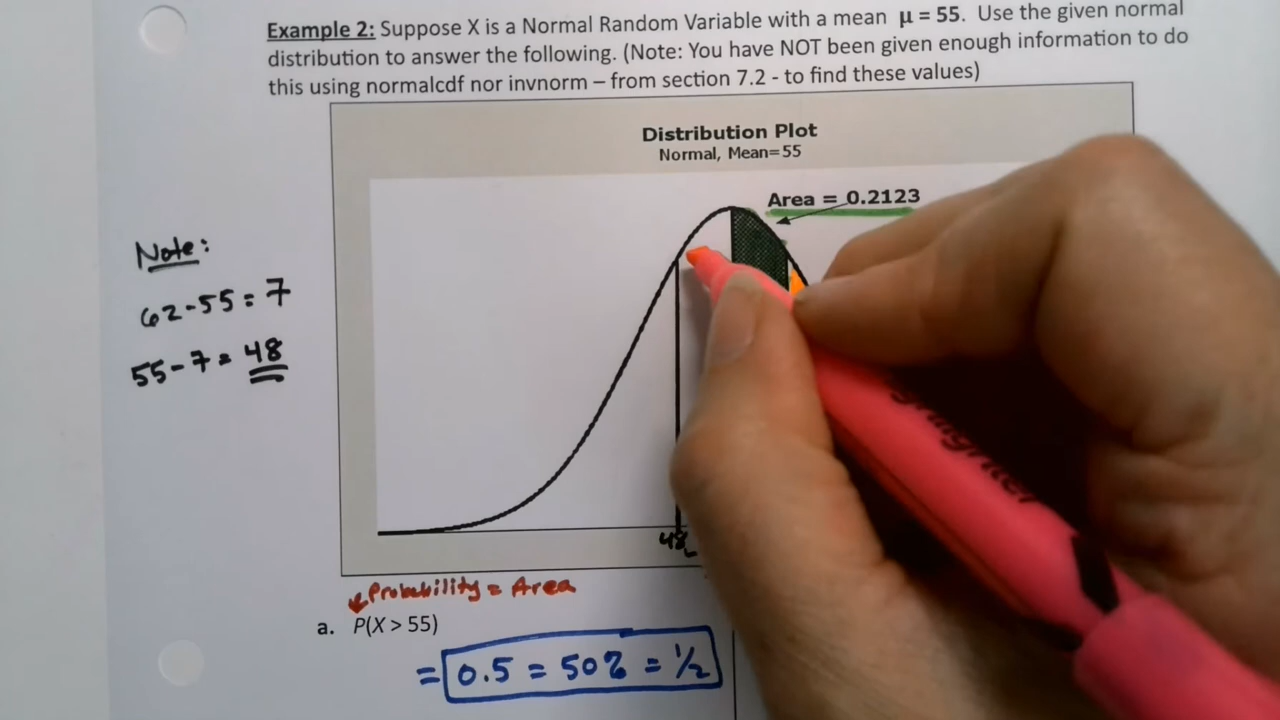 Example 2: Suppose X is a Normal Random Variable with a mean μ = 55. Use the given normal
distribution to answer the following. (Note: You have NOT been given enough information to do
this using normalcdf nor invnorm – from section 7.2 - to find these values)
Distribution Plot
Normal, Mean=55
Area = 0.2123
Note:
62-55=7
55-7=48
48
Probability = Area
a. P(X > 55)
= 0.5 = 50% = 1/2